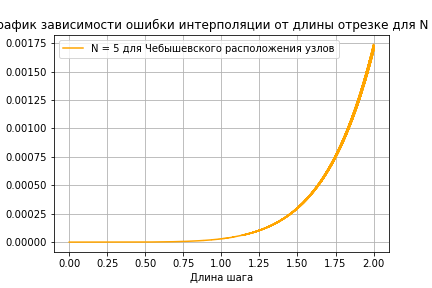 рафик зависимости ошибки интерполяции от длины отрезке для N
N = 5 для Чебышевского расположения узлов
0.00175
0.00150
0.00125
0.00100
0.00075
0.00050
0.00025
0.00000
0.00 0.25 0.50 0.75 1.00 1.25 1.50 1.75 2.00
Длина шага